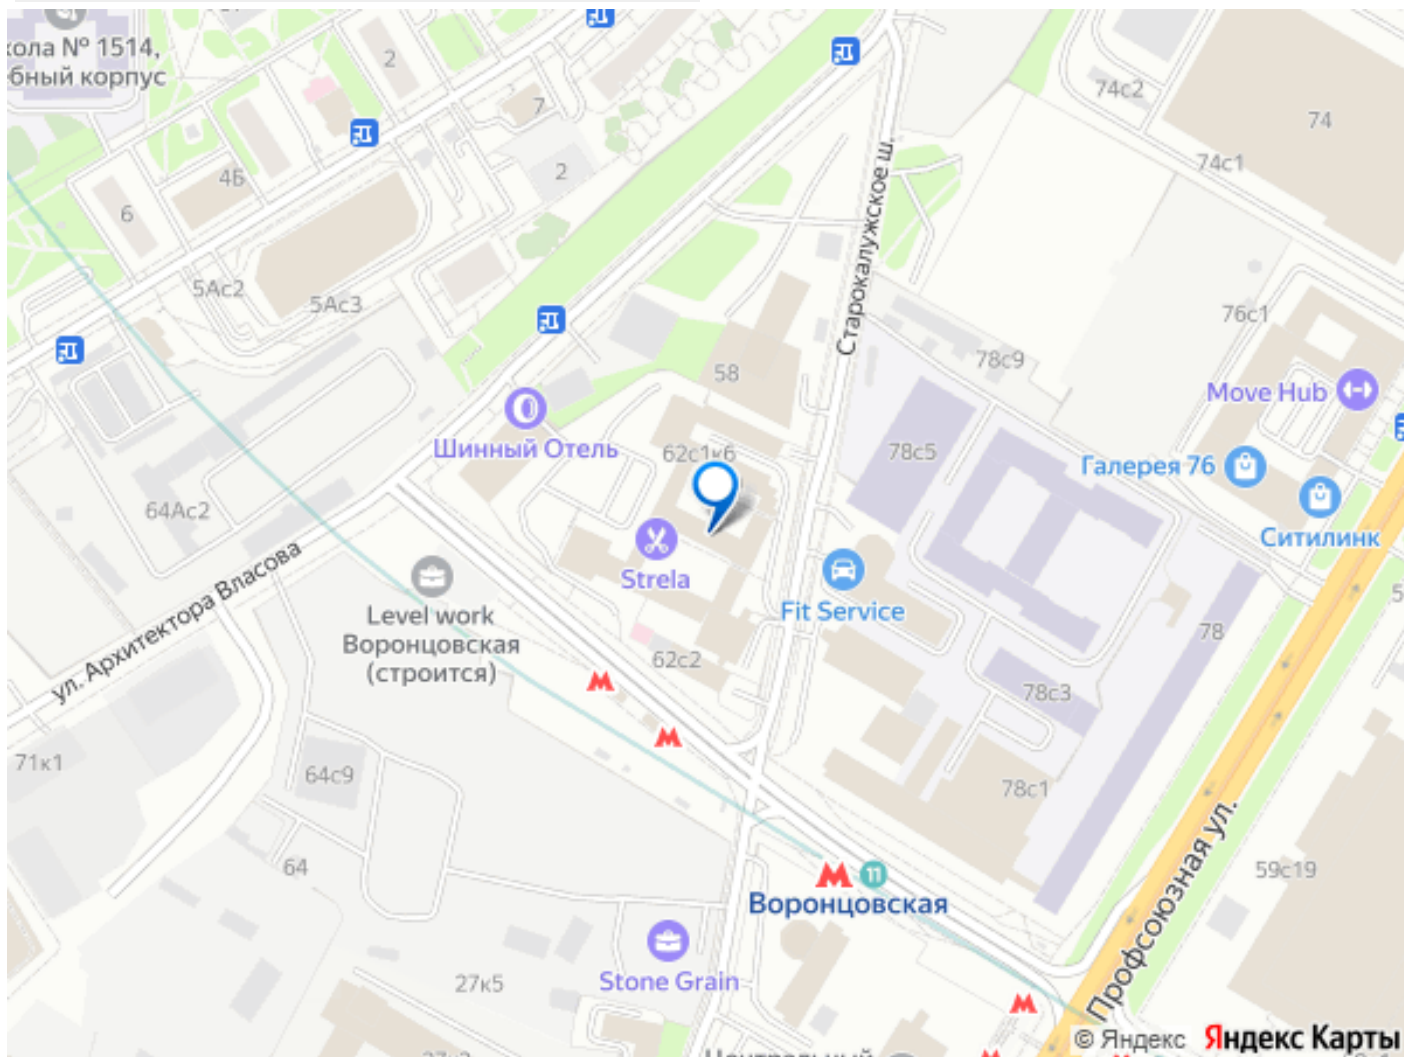 кола № 1514,
бный корпус
2
7
2
4Б
6
5Ас2
5Ас3
74с2
74
74с1
Старокалужское ш.
76с1
78с9
Move Hub
58
Шинный Отель
62с1к6
78с5
Галерея 76
Ситилинк
64Ас2
ул. Архитектора Власова
Strela
Fit Service
Level work
Воронцовская
(строится)
62с2
78
78с3
71к1
64с9
78с1
64
Профсоюзная ул.
59с19
11
Воронцовская
Stone Grain
27к5
Центральный
© Яндекс Яндекс Карты